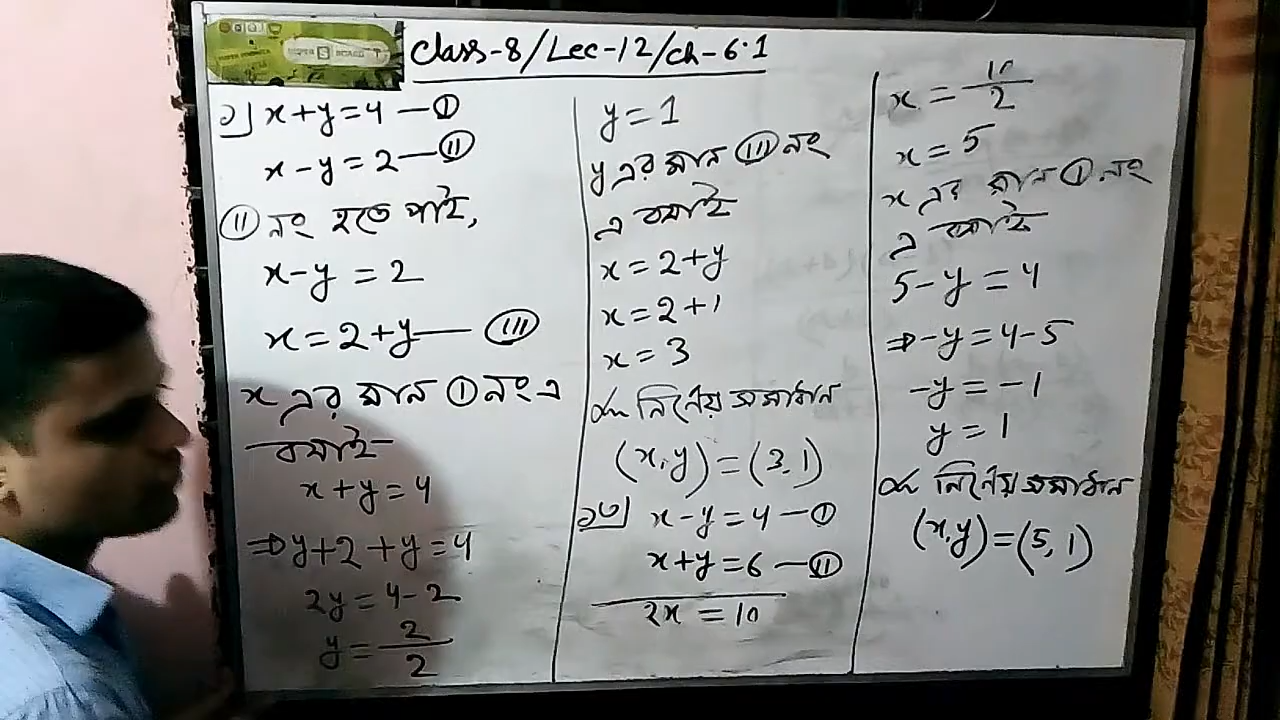 Class-8/Lec-12/ch-6.1
১) x+y=4 —(I)
x-y=2 —(II)
(II) নং হতে পাই,
x-y = 2
x=2+y —(III)
x এর মান (I) নং এ
বসাই
x+y=4
⇒ y+2+y=4
2y=4-2
y = 2/2
y=1
y এর মান (III) নং
এ বসাই
x=2+y
x=2+1
x=3
∴ নির্ণেয় সমাধান
(x,y)=(3,1)
১০) x-y=4 —(I)
x+y=6 —(II)
2x = 10
x = 10/2
x = 5
x এর মান (I) নং
এ বসাই
5-y=4
⇒ -y=4-5
-y = -1
y = 1
∴ নির্ণেয় সমাধান
(x,y)=(5,1)